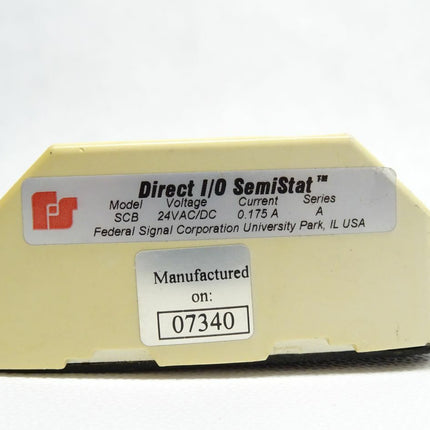 Direct I/O SemiStat™
Model Voltage Current Series
SCB 24VAC/DC 0.175 A A
Federal Signal Corporation University Park, IL USA
Manufactured
on:
07340